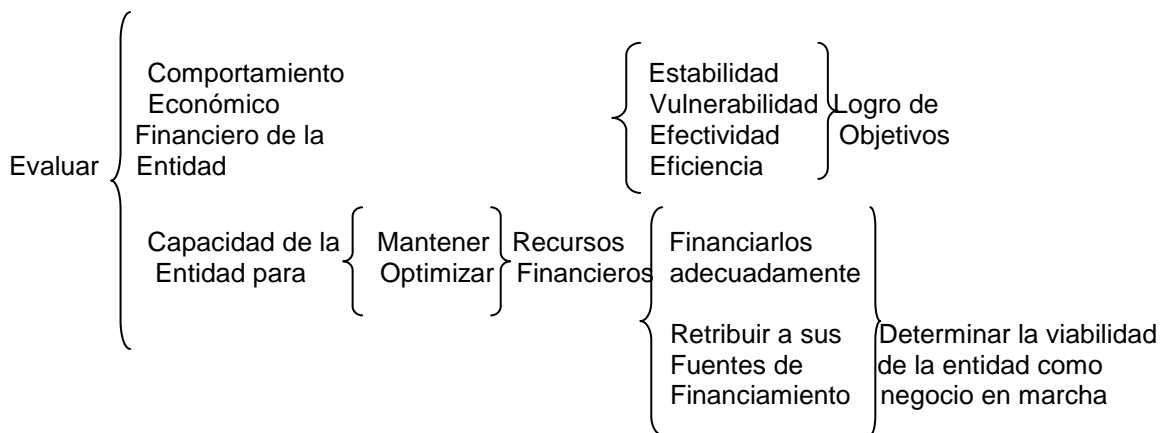 Evaluar
Comportamiento
Económico
Financiero de la
Entidad
Estabilidad
Vulnerabilidad
Efectividad
Eficiencia
Logro de
Objetivos
Capacidad de la
Entidad para
Mantener
Optimizar
Recursos
Financieros
Financiarlos
adecuadamente
Retribuir a sus
Fuentes de
Financiamiento
Determinar la viabilidad
de la entidad como
negocio en marcha